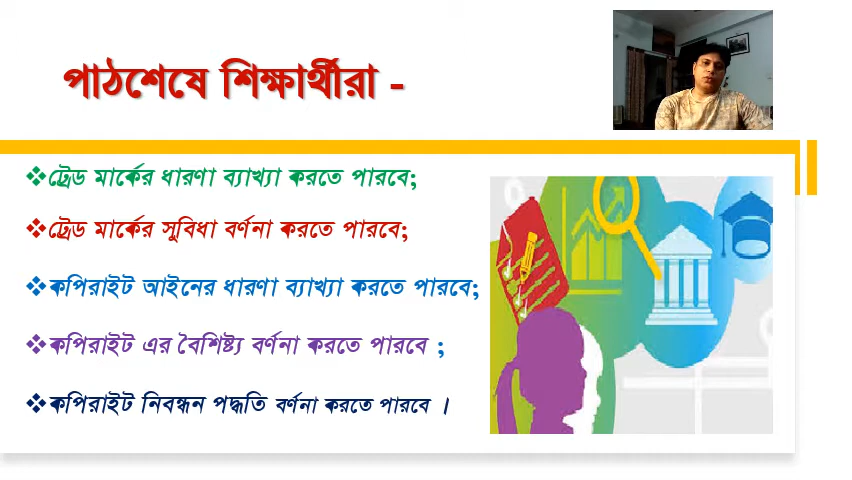 পাঠশেষে শিক্ষার্থীরা -
❖ট্রেড মার্কের ধারণা ব্যাখ্যা করতে পারবে;
❖ট্রেড মার্কের সুবিধা বর্ণনা করতে পারবে;
❖কপিরাইট আইনের ধারণা ব্যাখ্যা করতে পারবে;
❖কপিরাইট এর বৈশিষ্ট্য বর্ণনা করতে পারবে ;
❖কপিরাইট নিবন্ধন পদ্ধতি বর্ণনা করতে পারবে ।